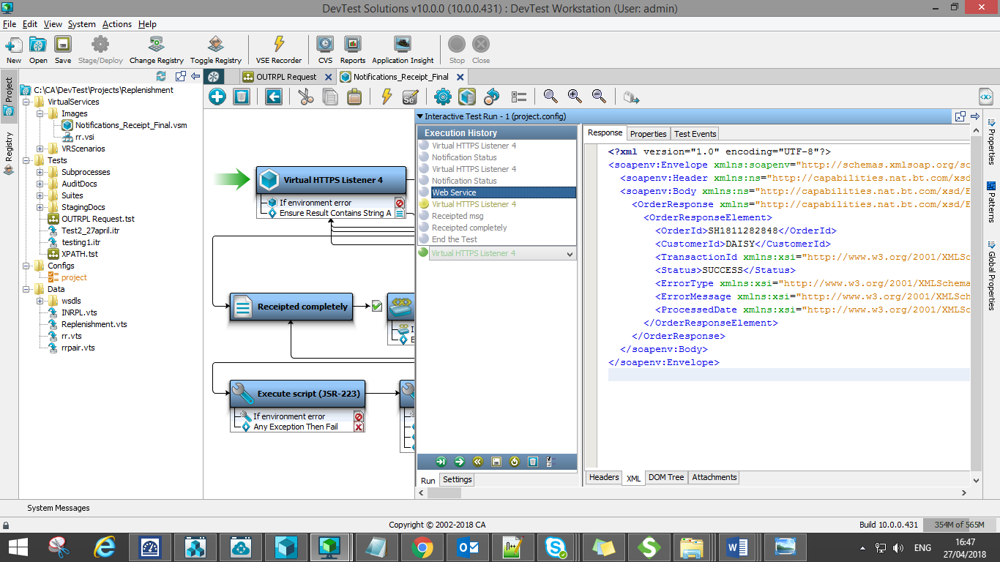 DevTest Solutions v10.0.0 (10.0.0.431) : DevTest Workstation (User: admin)
File Edit View System Actions Help
New Open Save Stage/Deploy Change Registry Toggle Registry VSE Recorder CVS Reports Application Insight Stop Close
Project
Registry
C:\CA\DevTest\Projects\Replenishment
VirtualServices
Images
Notifications_Receipt_Final.vsm
rr.vsi
VRScenarios
Tests
Subprocesses
AuditDocs
Suites
StagingDocs
OUTRPL Request.tst
Test2_27april.itr
testing1.itr
XPATH.tst
Configs
project
Data
wsdls
INRPL.vts
Replenishment.vts
rr.vts
rrpair.vts
OUTRPL Request
Notifications_Receipt_Final
Virtual HTTPS Listener 4
If environment error
Ensure Result Contains String A
Receipted completely
I
E
Execute script (JSR-223)
If environment error
Any Exception Then Fail
Interactive Test Run - 1 (project.config)
Execution History
Virtual HTTPS Listener 4
Notification Status
Virtual HTTPS Listener 4
Notification Status
Web Service
Virtual HTTPS Listener 4
Receipted msg
Receipted completely
End the Test
Virtual HTTPS Listener 4
Run Settings
Response Properties Test Events
<?xml version="1.0" encoding="UTF-8"?>
<soapenv:Envelope xmlns:soapenv="http://schemas.xmlsoap.org/so
<soapenv:Header xmlns:ns="http://capabilities.nat.bt.com/xsd
<soapenv:Body xmlns:ns="http://capabilities.nat.bt.com/xsd/E
<OrderResponse xmlns="http://capabilities.nat.bt.com/xsd/E
<OrderResponseElement>
<OrderId>SH1811282848</OrderId>
<CustomerId>DAISY</CustomerId>
<TransactionId xmlns:xsi="http://www.w3.org/2001/XMLSc
<Status>SUCCESS</Status>
<ErrorType xmlns:xsi="http://www.w3.org/2001/XMLSchema
<ErrorMessage xmlns:xsi="http://www.w3.org/2001/XMLSch
<ProcessedDate xmlns:xsi="http://www.w3.org/2001/XMLSc
</OrderResponseElement>
</OrderResponse>
</soapenv:Body>
</soapenv:Envelope>
Headers XML DOM Tree Attachments
Properties
Patterns
Global Properties
System Messages
Copyright © 2002-2018 CA
Build 10.0.0.431
354M of 565M
ENG
16:47
27/04/2018